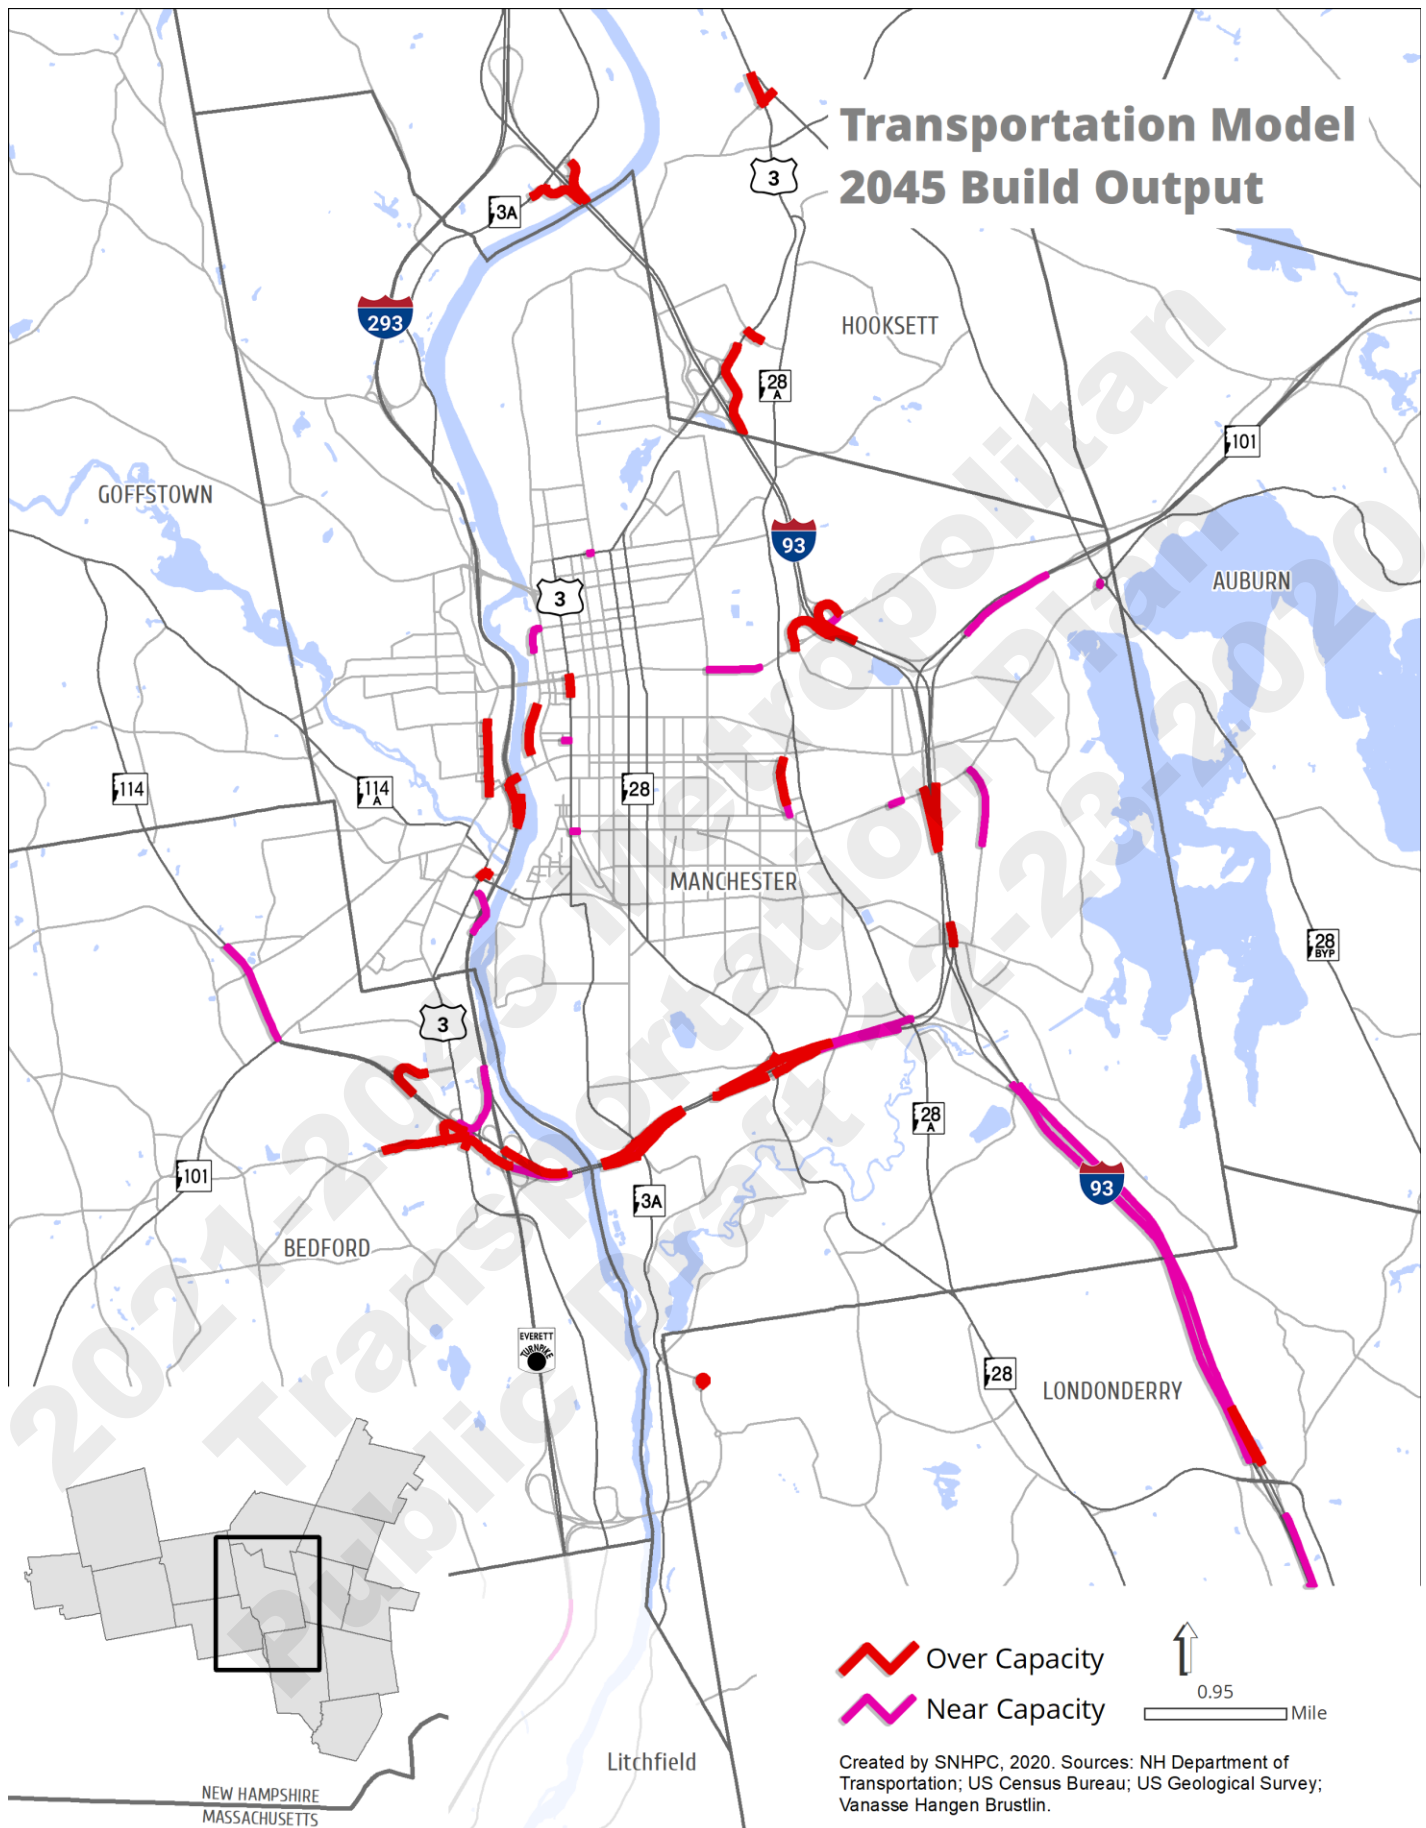 Transportation Model
2045 Build Output
3
3A
293
HOOKSETT
28
A
101
GOFFSTOWN
93
AUBURN
3
114
114
A
28
MANCHESTER
28
BYP
3
28
A
101
93
3A
BEDFORD
EVERETT
TURNPIKE
28
LONDONDERRY
2021-2045 Metropolitan
Transportation Plan
Public Draft 12-23-2020
Over Capacity
Near Capacity
0.95
Mile
Litchfield
NEW HAMPSHIRE
MASSACHUSETTS
Created by SNHPC, 2020. Sources: NH Department of
Transportation; US Census Bureau; US Geological Survey;
Vanasse Hangen Brustlin.